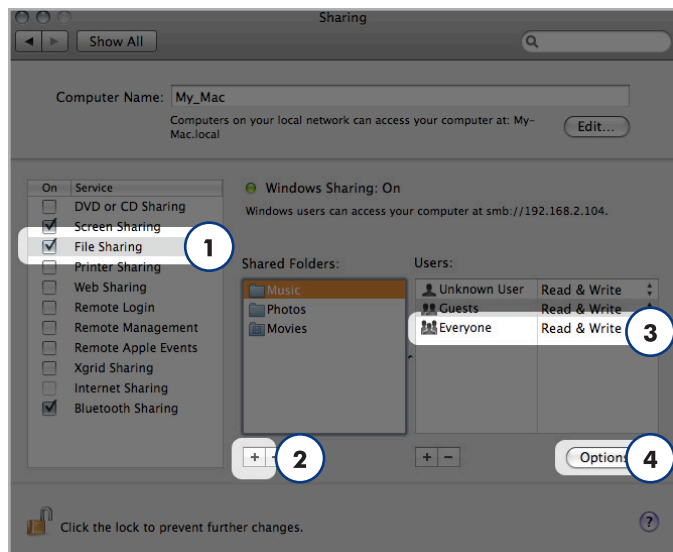 Sharing
Show All
Computer Name: My_Mac
Computers on your local network can access your computer at: My-
Mac.local
Edit...
On Service
DVD or CD Sharing
Screen Sharing
File Sharing
Printer Sharing
Web Sharing
Remote Login
Remote Management
Remote Apple Events
Xgrid Sharing
Internet Sharing
Bluetooth Sharing
1
Windows Sharing: On
Windows users can access your computer at smb://192.168.2.104.
Shared Folders:
Music
Photos
Movies
+
2
Users:
Unknown User Read & Write
Guests Read & Write
Everyone Read & Write
3
+ −
Options
4
Click the lock to prevent further changes.
?